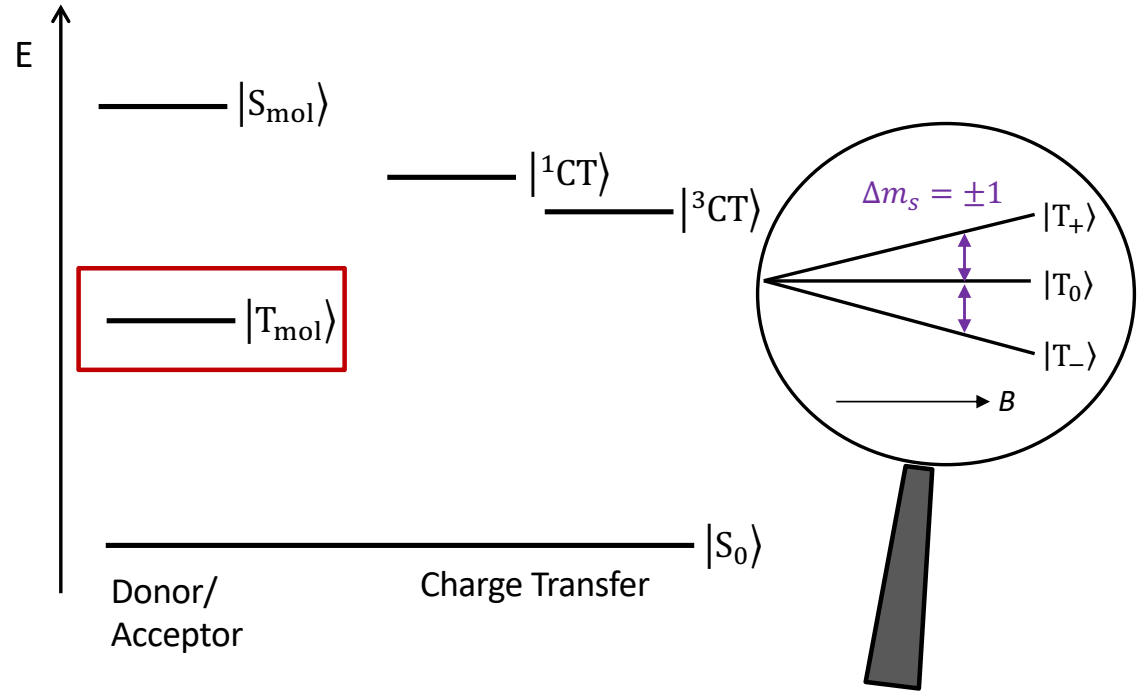 E
|S_mol⟩
|¹CT⟩
|³CT⟩
Δm_s = ±1
|T₊⟩
|T₀⟩
|T₋⟩
B
|T_mol⟩
|S₀⟩
Donor/
Acceptor
Charge Transfer